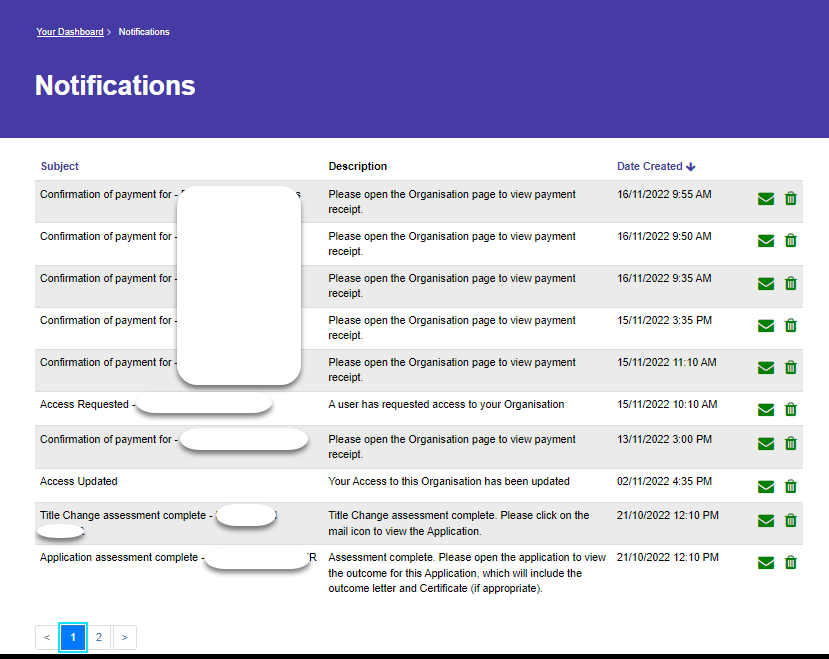 Your Dashboard > Notifications
Notifications
Subject Description Date Created
Confirmation of payment for - Please open the Organisation page to view payment 16/11/2022 9:55 AM
receipt.
Confirmation of payment for - Please open the Organisation page to view payment 16/11/2022 9:50 AM
receipt.
Confirmation of payment for - Please open the Organisation page to view payment 16/11/2022 9:35 AM
receipt.
Confirmation of payment for - Please open the Organisation page to view payment 15/11/2022 3:35 PM
receipt.
Confirmation of payment for - Please open the Organisation page to view payment 15/11/2022 11:10 AM
receipt.
Access Requested - A user has requested access to your Organisation 15/11/2022 10:10 AM
Confirmation of payment for - Please open the Organisation page to view payment 13/11/2022 3:00 PM
receipt.
Access Updated Your Access to this Organisation has been updated 02/11/2022 4:35 PM
Title Change assessment complete - Title Change assessment complete. Please click on the 21/10/2022 12:10 PM
mail icon to view the Application.
Application assessment complete - Assessment complete. Please open the application to view 21/10/2022 12:10 PM
the outcome for this Application, which will include the
outcome letter and Certificate (if appropriate).
< 1 2 >